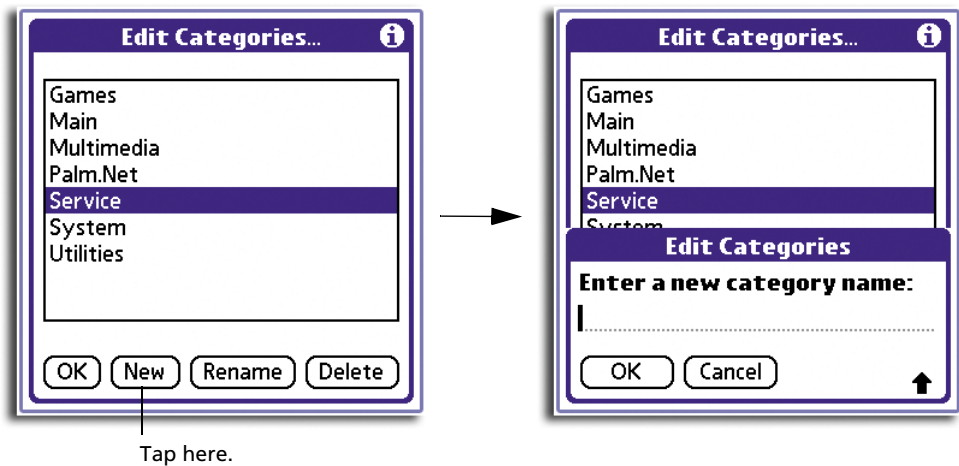 Edit Categories...
Games
Main
Multimedia
Palm.Net
Service
System
Utilities
OK New Rename Delete
Tap here.
Edit Categories...
Games
Main
Multimedia
Palm.Net
Service
System
Edit Categories
Enter a new category name:
OK Cancel